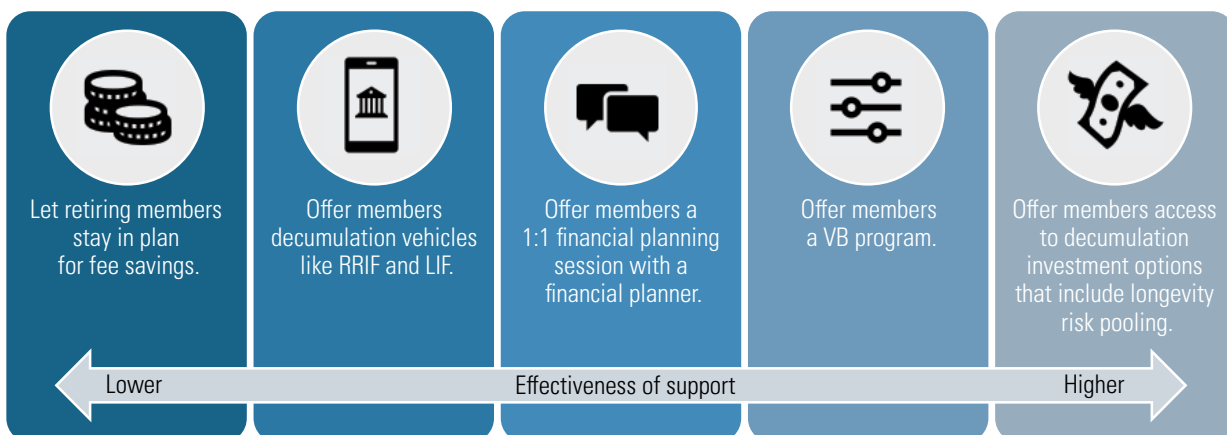 Let retiring members
stay in plan
for fee savings.
Offer members
decumulation vehicles
like RRIF and LIF.
Offer members a
1:1 financial planning
session with a
financial planner.
Offer members
a VB program.
Offer members access
to decumulation
investment options
that include longevity
risk pooling.
Lower
Effectiveness of support
Higher